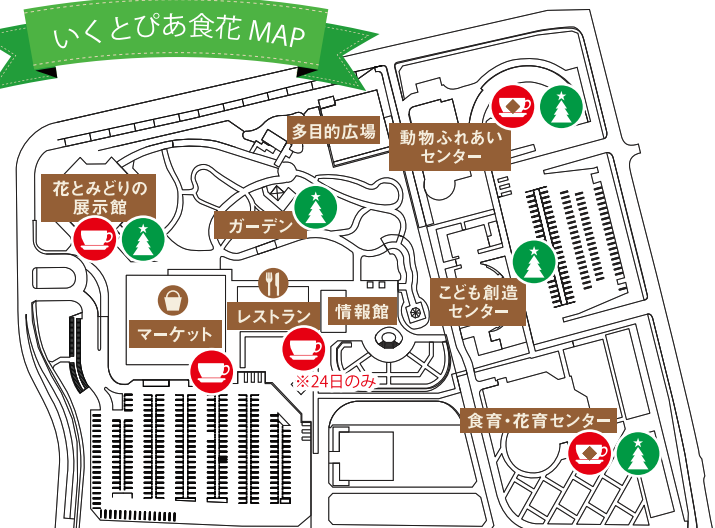 いくとぴあ食花 MAP
多目的広場
動物ふれあい
センター
花とみどりの
展示館
ガーデン
こども創造
センター
レストラン
情報館
マーケット
※24日のみ
食育・花育センター